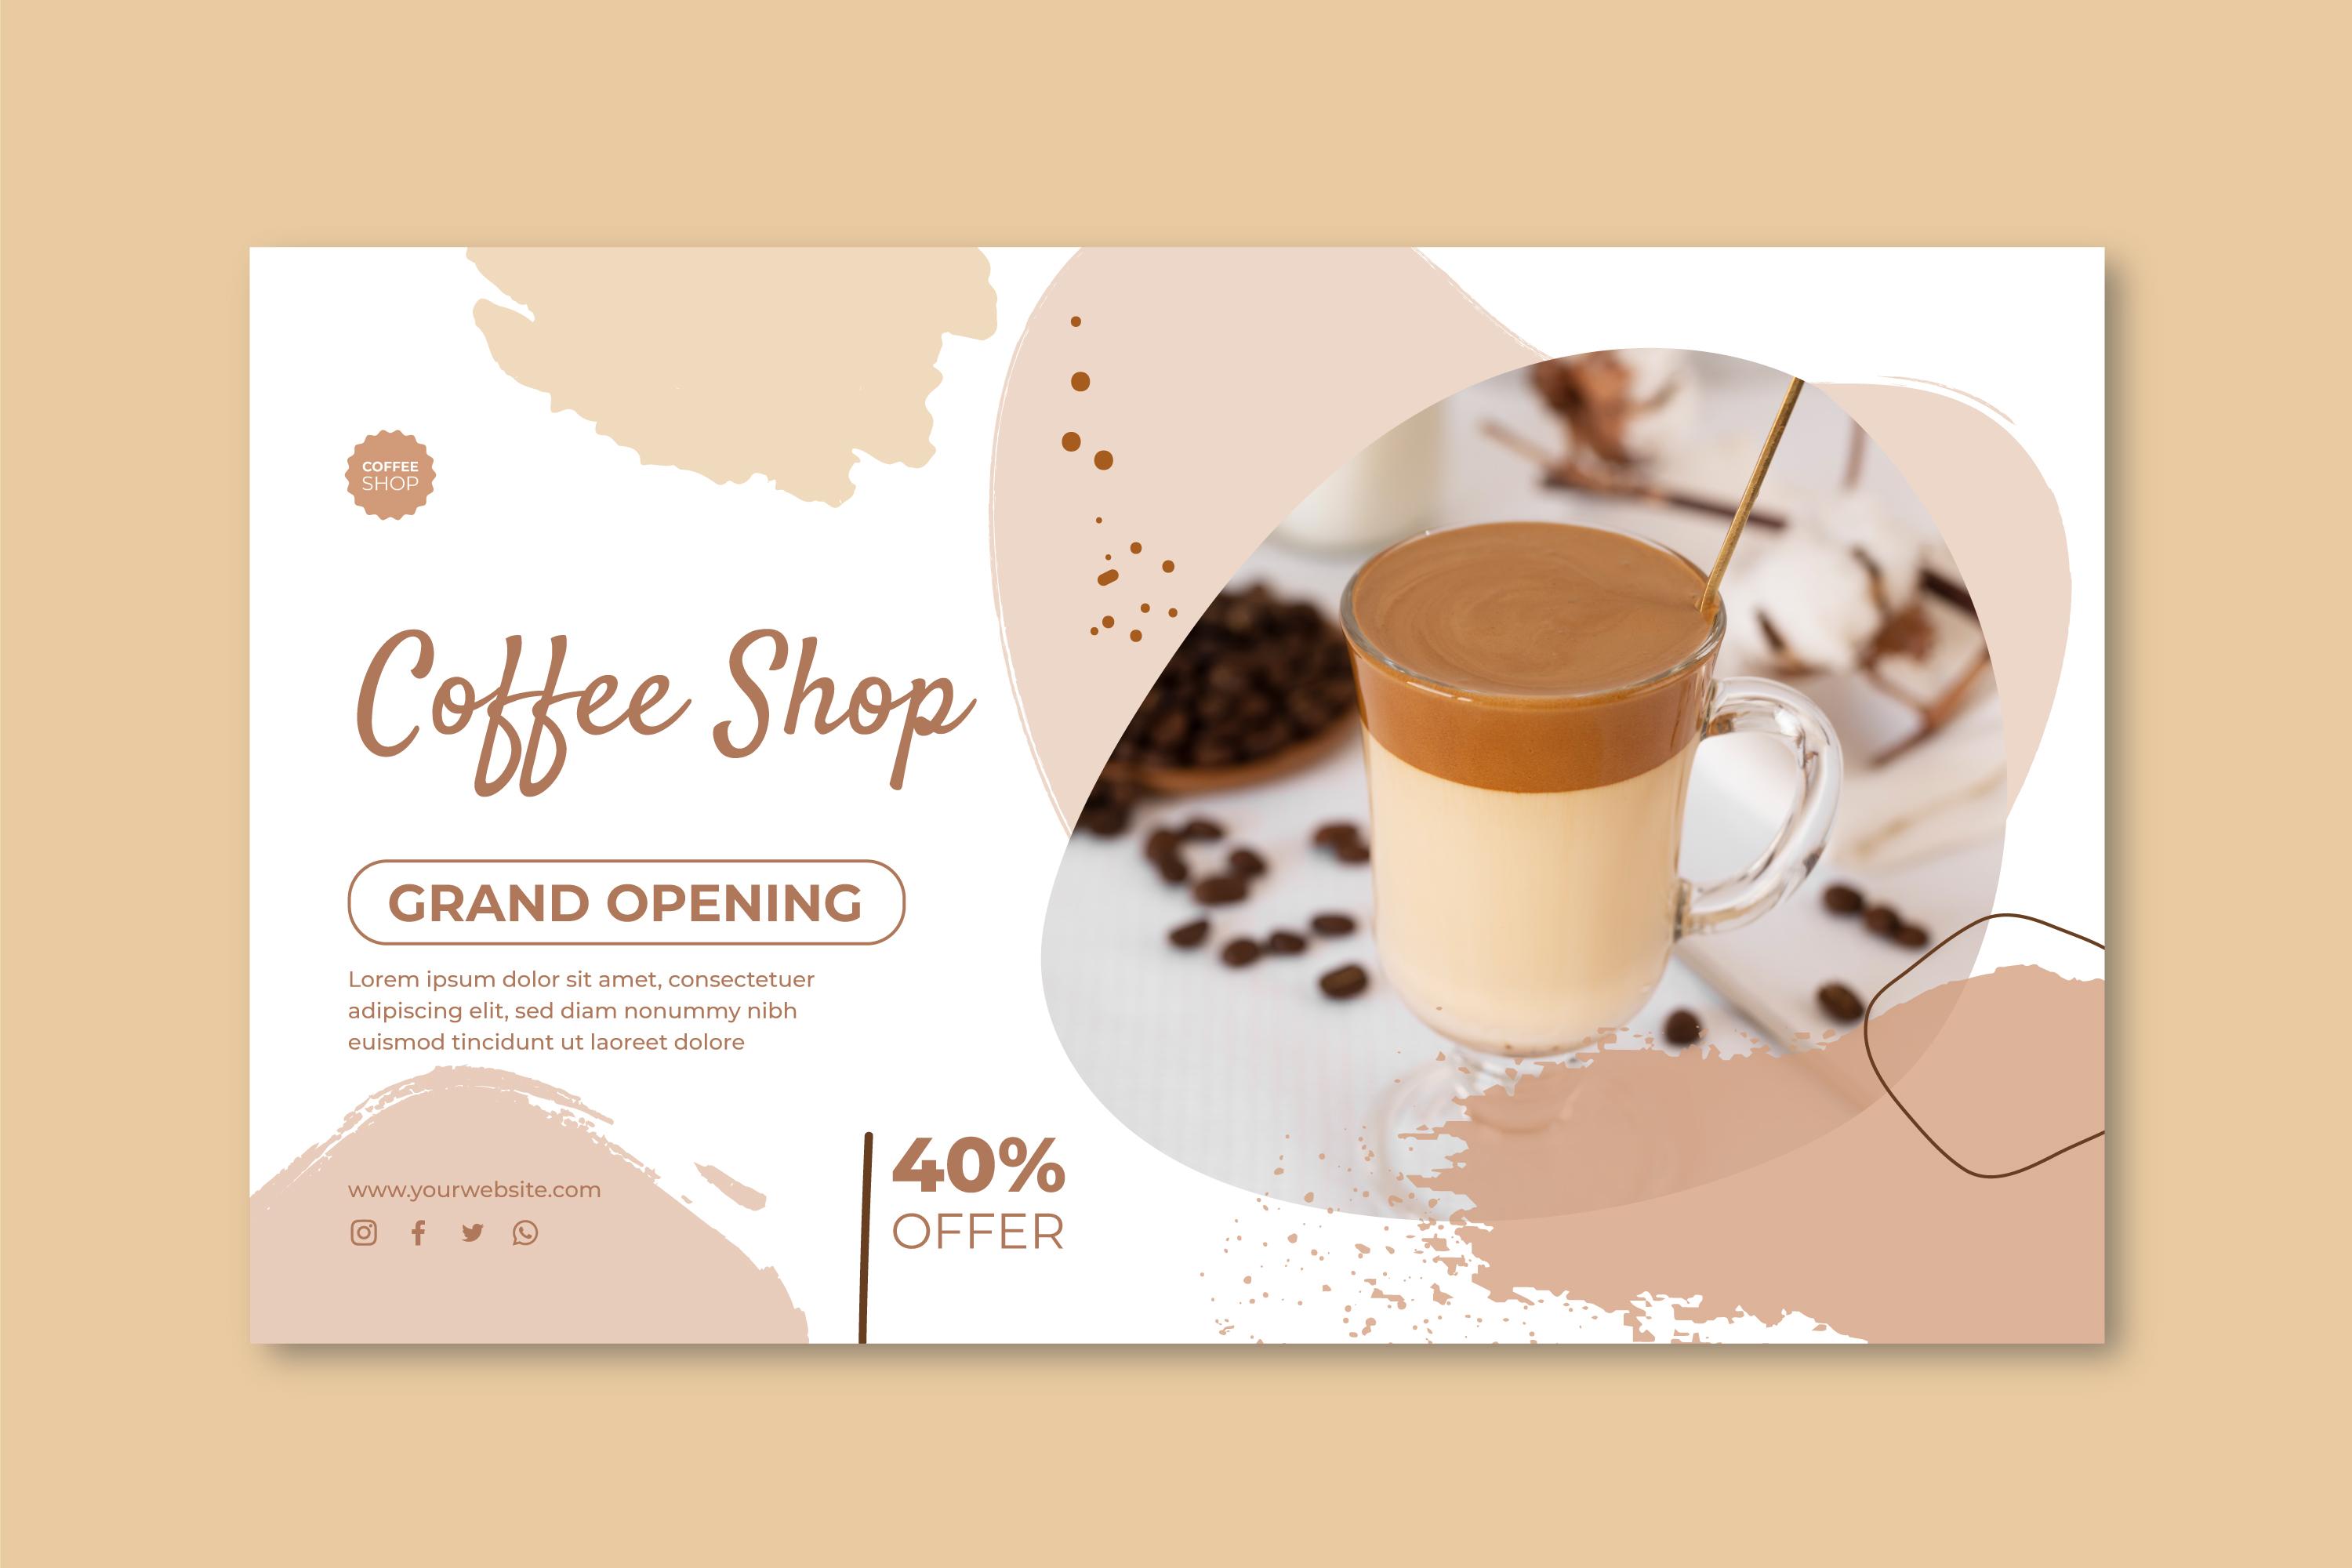 COFFEE
SHOP
Coffee Shop
GRAND OPENING
Lorem ipsum dolor sit amet, consectetuer
adipiscing elit, sed diam nonummy nibh
euismod tincidunt ut laoreet dolore
www.yourwebsite.com
40%
OFFER